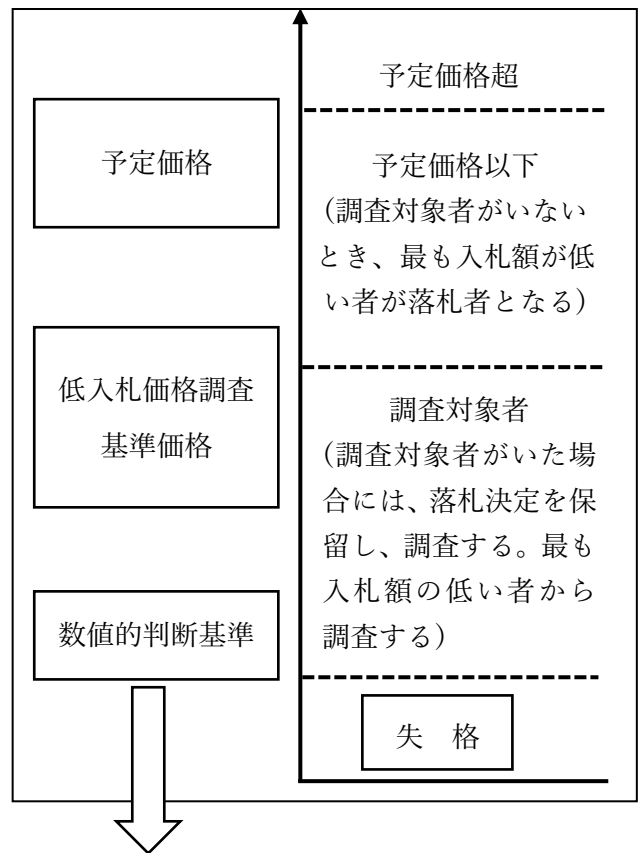 予定価格超
予定価格
予定価格以下
(調査対象者がいない
とき、最も入札額が低
い者が落札者となる)
低入札価格調査
基準価格
調査対象者
(調査対象者がいた場
合には、落札決定を保
留し、調査する。最も
入札額の低い者から
調査する)
数値的判断基準
失 格